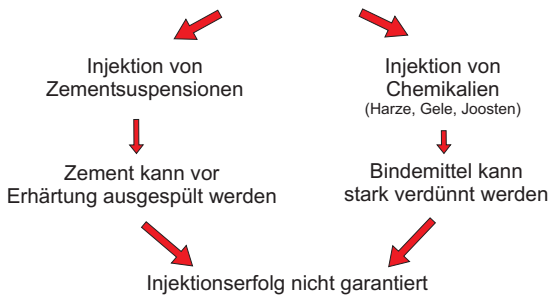 Injektion von
Zementsuspensionen
Injektion von
Chemikalien
(Harze, Gele, Joosten)
Zement kann vor
Erhärtung ausgespült werden
Bindemittel kann
stark verdünnt werden
Injektionserfolg nicht garantiert